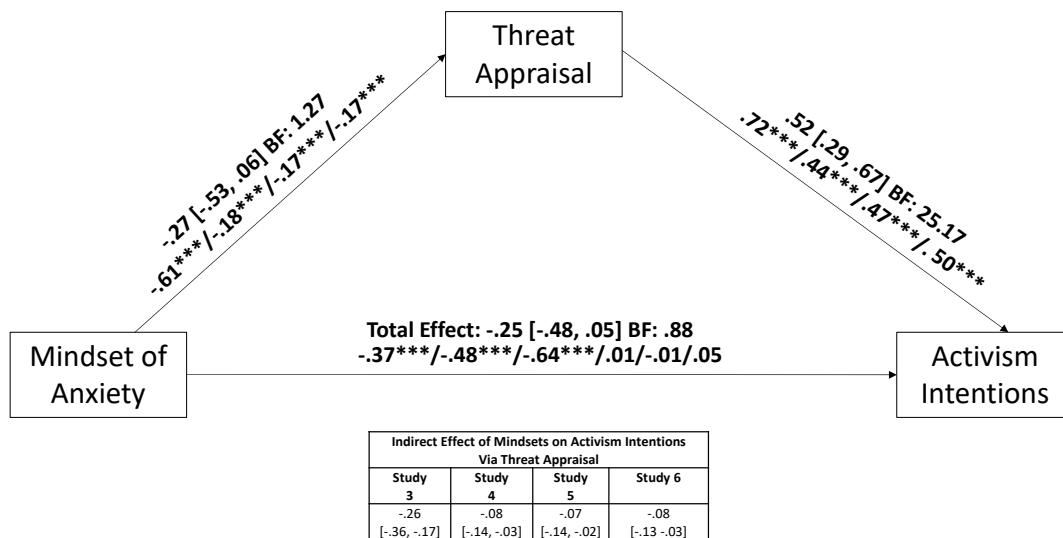 Threat
Appraisal
-.27 [-.53, .06] BF: 1.27
-.61***/-.18***/-.17***/-.17***
.52 [.29, .67] BF: 25.17
.72***/.44***/.47***/. 50***
Mindset of
Anxiety
Total Effect: -.25 [-.48, .05] BF: .88
-.37***/-.48***/-.64***/.01/-.01/.05
Activism
Intentions
Indirect Effect of Mindsets on Activism Intentions
Via Threat Appraisal
Study 3 Study 4 Study 5 Study 6
-.26 -.08 -.07 -.08
[-.36, -.17] [-.14, -.03] [-.14, -.02] [-.13 -.03]